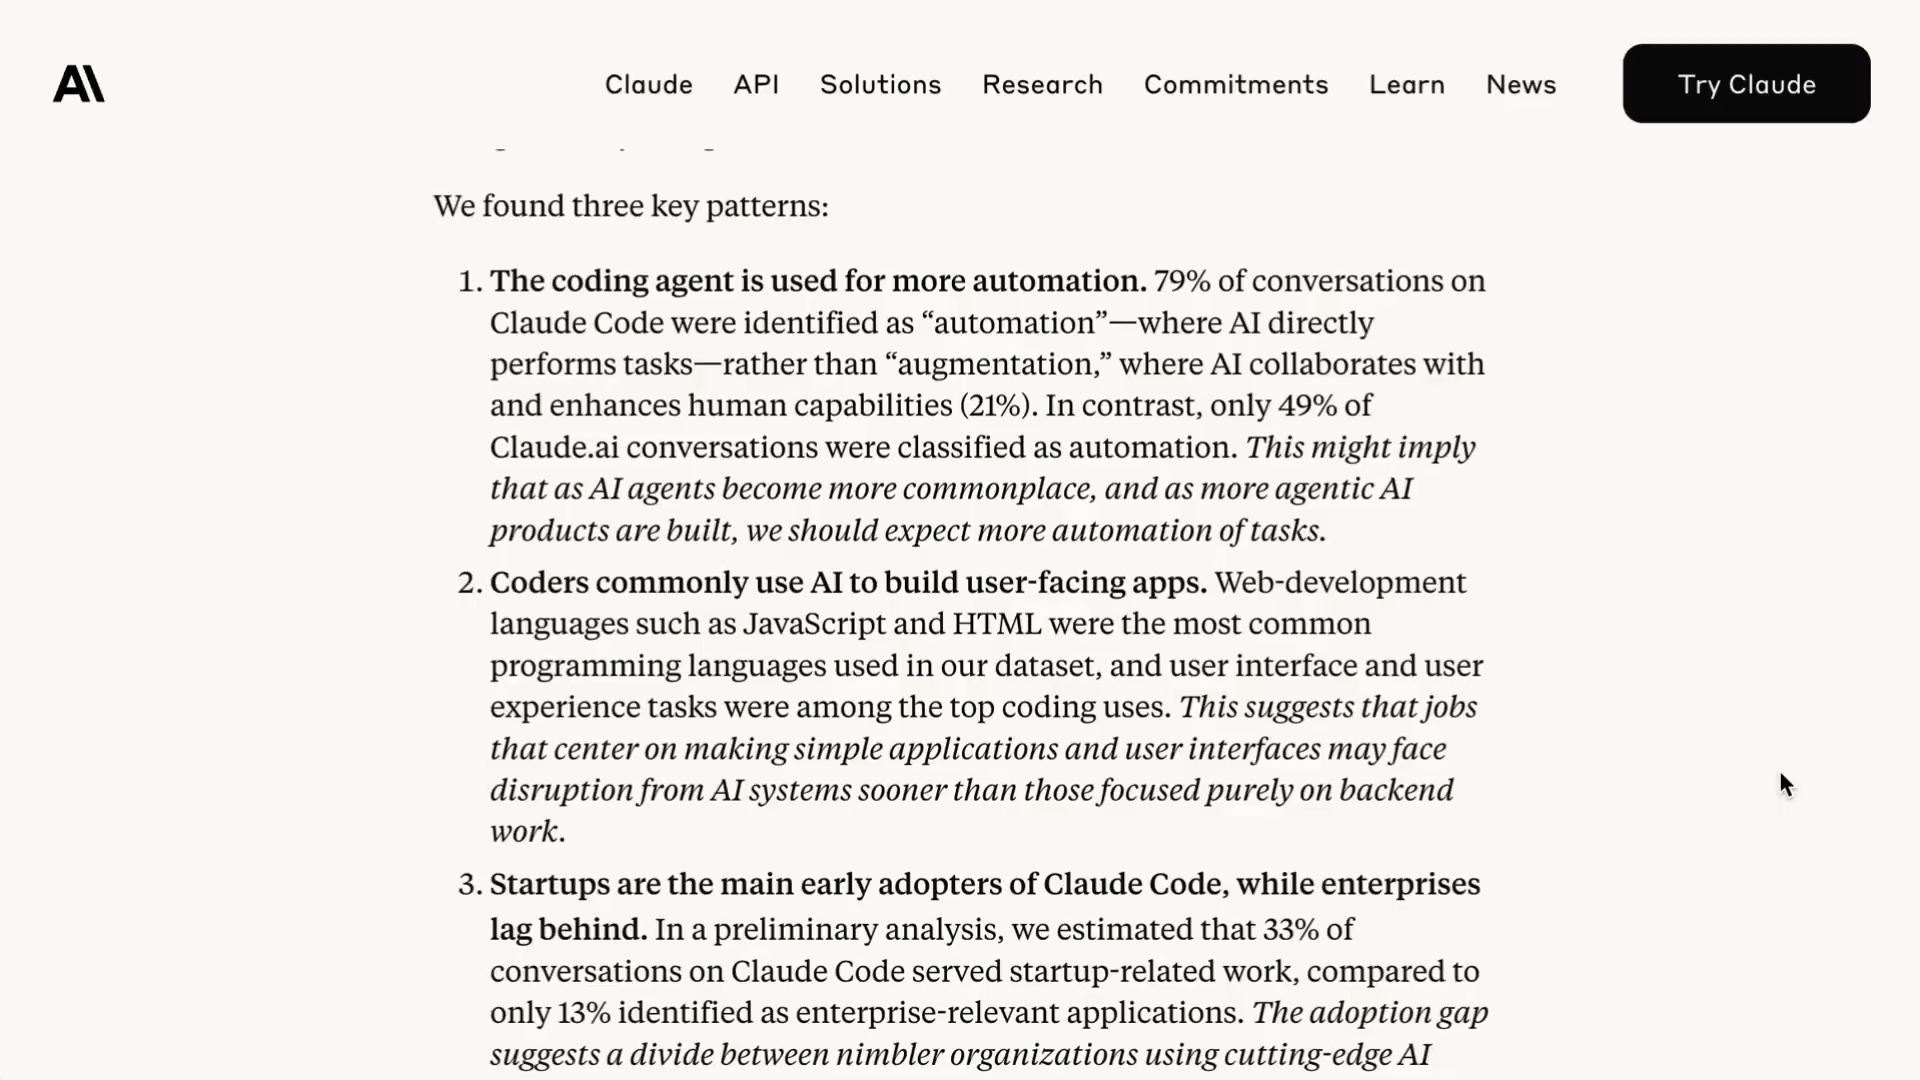 Claude API Solutions Research Commitments Learn News Try Claude
We found three key patterns:
1. The coding agent is used for more automation. 79% of conversations on
Claude Code were identified as “automation”—where AI directly
performs tasks—rather than “augmentation,” where AI collaborates with
and enhances human capabilities (21%). In contrast, only 49% of
Claude.ai conversations were classified as automation. This might imply
that as AI agents become more commonplace, and as more agentic AI
products are built, we should expect more automation of tasks.
2. Coders commonly use AI to build user-facing apps. Web-development
languages such as JavaScript and HTML were the most common
programming languages used in our dataset, and user interface and user
experience tasks were among the top coding uses. This suggests that jobs
that center on making simple applications and user interfaces may face
disruption from AI systems sooner than those focused purely on backend
work.
3. Startups are the main early adopters of Claude Code, while enterprises
lag behind. In a preliminary analysis, we estimated that 33% of
conversations on Claude Code served startup-related work, compared to
only 13% identified as enterprise-relevant applications. The adoption gap
suggests a divide between nimbler organizations using cutting-edge AI